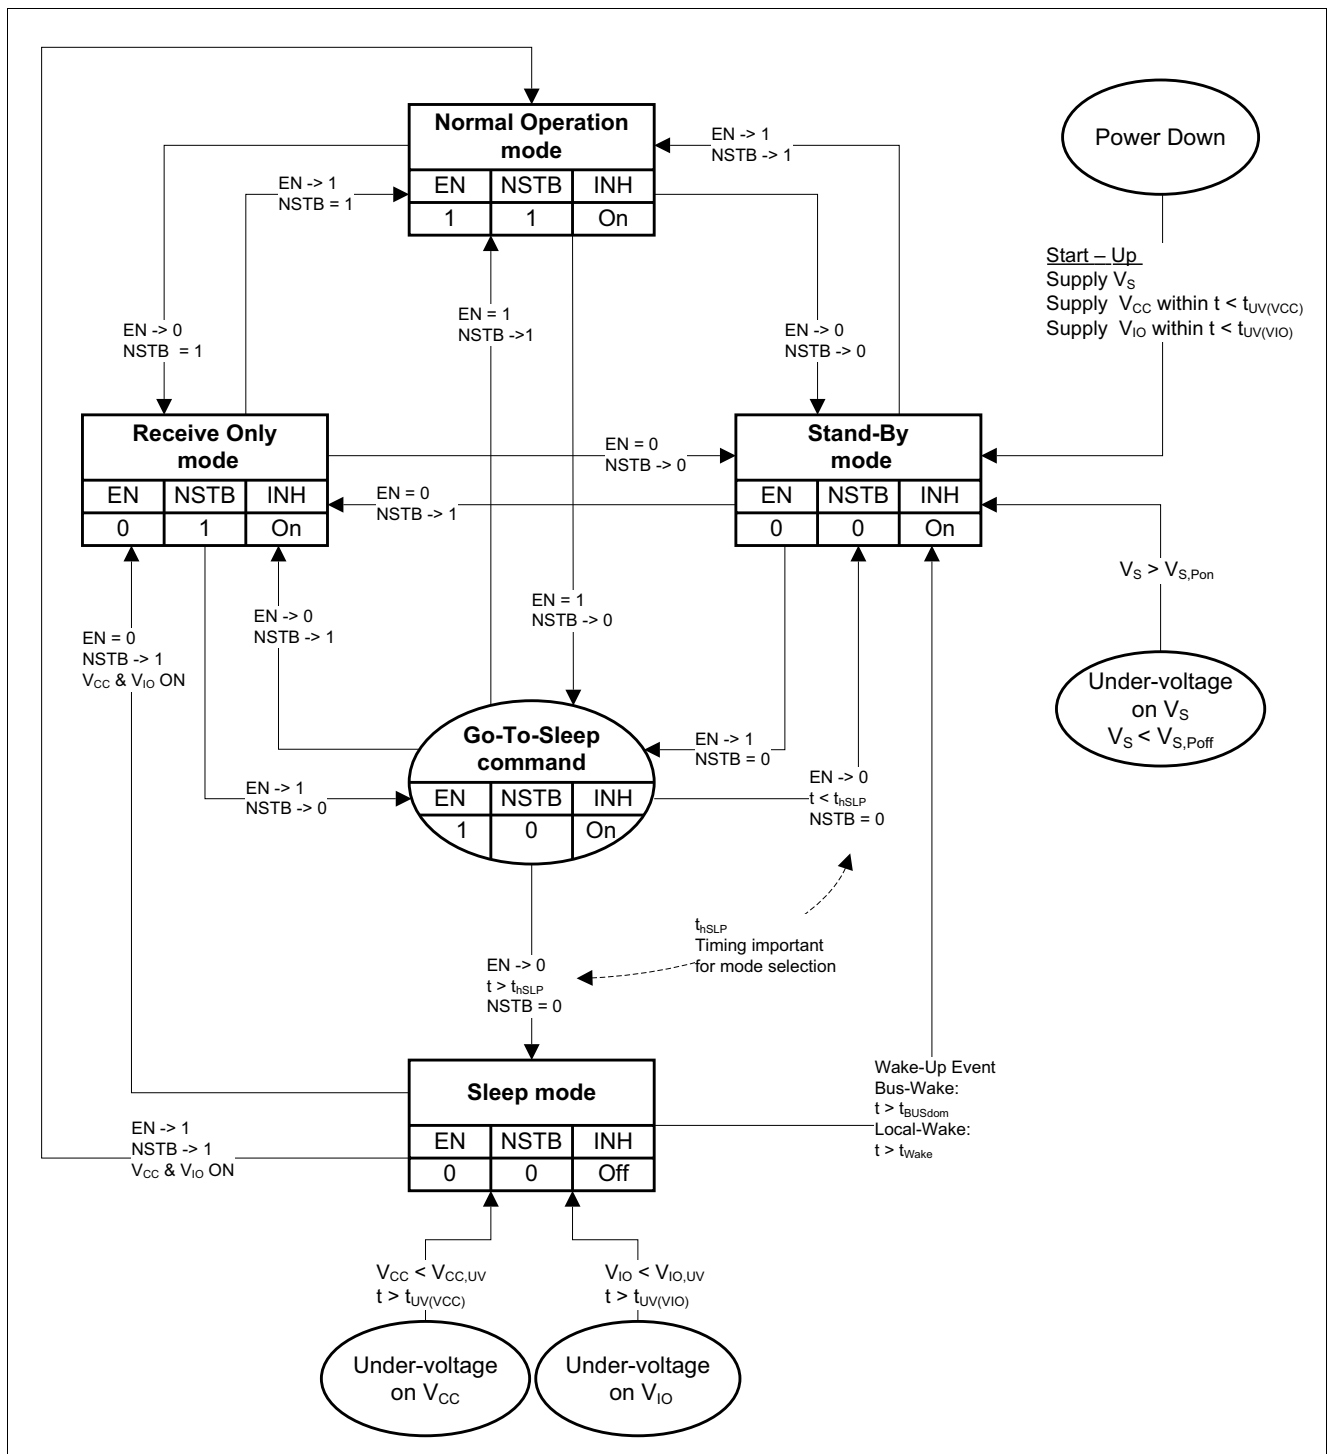 Normal Operation
mode
EN NSTB INH
1 1 On
EN -> 1
NSTB -> 1
Power Down
EN -> 1
NSTB = 1
Start – Up
Supply VS
Supply VCC within t < tUV(VCC)
Supply VIO within t < tUV(VIO)
EN -> 0
NSTB = 1
EN = 1
NSTB ->1
EN -> 0
NSTB -> 0
Receive Only
mode
EN NSTB INH
0 1 On
EN = 0
NSTB -> 0
EN = 0
NSTB -> 1
Stand-By
mode
EN NSTB INH
0 0 On
VS > VS,Pon
EN = 0
NSTB -> 1
VCC & VIO ON
EN -> 0
NSTB -> 1
EN = 1
NSTB -> 0
Under-voltage
on VS
VS < VS,Poff
Go-To-Sleep
command
EN NSTB INH
1 0 On
EN -> 1
NSTB = 0
EN -> 1
NSTB -> 0
EN -> 0
t < thSLP
NSTB = 0
thSLP
Timing important
for mode selection
EN -> 0
t > thSLP
NSTB = 0
Sleep mode
EN NSTB INH
0 0 Off
Wake-Up Event
Bus-Wake:
t > tBUSdom
Local-Wake:
t > tWake
EN -> 1
NSTB -> 1
VCC & VIO ON
VCC < VCC,UV
t > tUV(VCC)
VIO < VIO,UV
t > tUV(VIO)
Under-voltage
on VCC
Under-voltage
on VIO